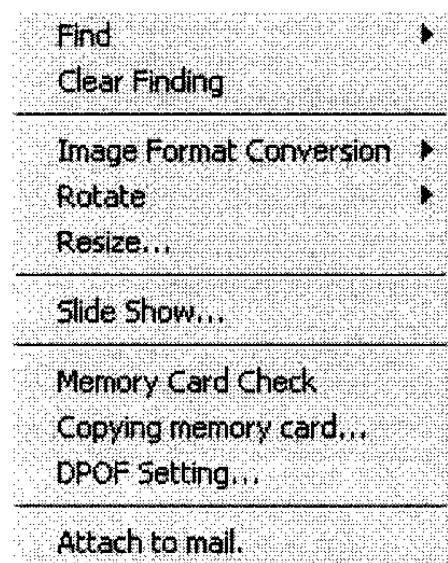 Find
Clear Finding
Image Format Conversion
Rotate
Resize...
Slide Show...
Memory Card Check
Copying memory card...
DPOF Setting...
Attach to mail.